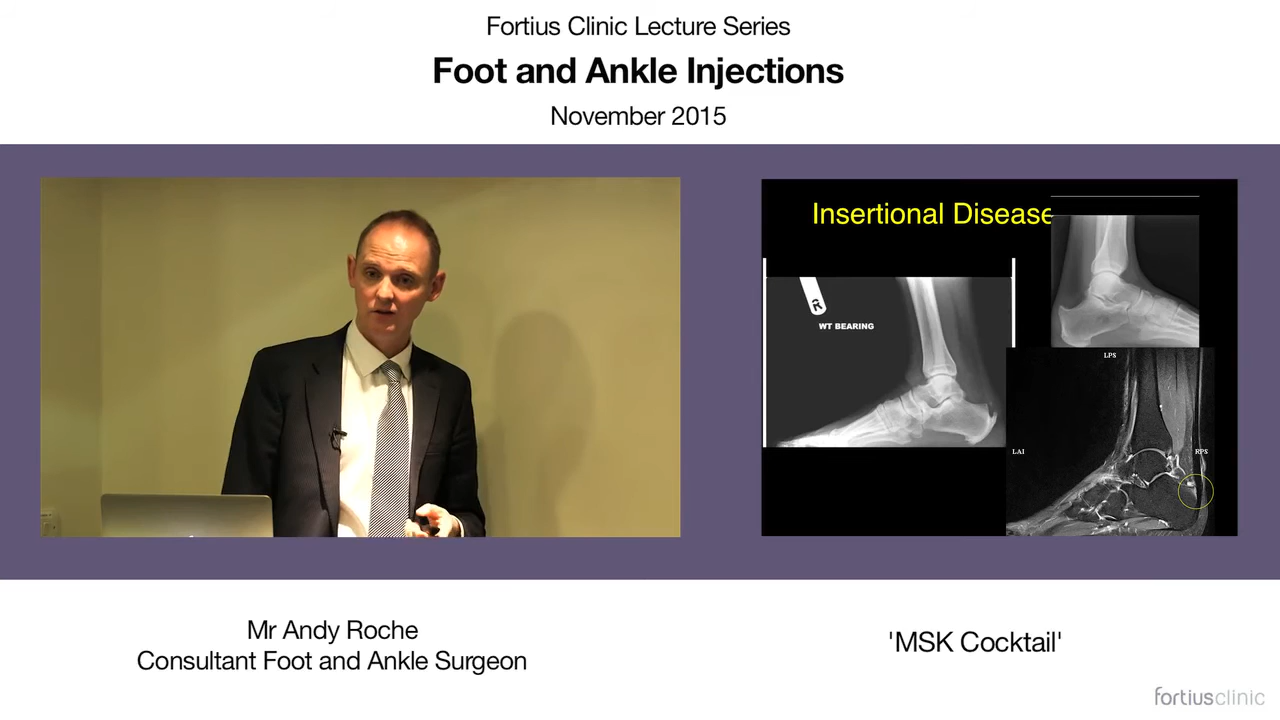 Fortius Clinic Lecture Series
Foot and Ankle Injections
November 2015
Insertional Disease
R
WT BEARING
LPS
LAI
RPS
Mr Andy Roche
Consultant Foot and Ankle Surgeon
'MSK Cocktail'
fortiusclinic